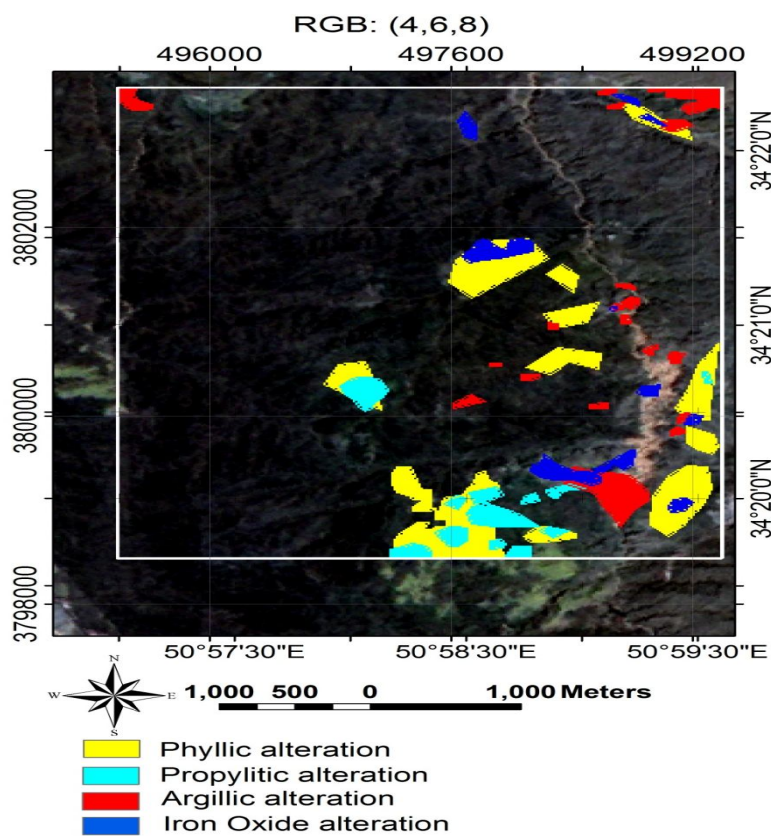 RGB: (4,6,8)
496000 497600 499200
34°22'0"N
3802000
34°21'0"N
3800000
34°20'0"N
3798000
50°57'30"E 50°58'30"E 50°59'30"E
N
W E
S
1,000 500 0 1,000 Meters
Phyllic alteration
Propylitic alteration
Argillic alteration
Iron Oxide alteration